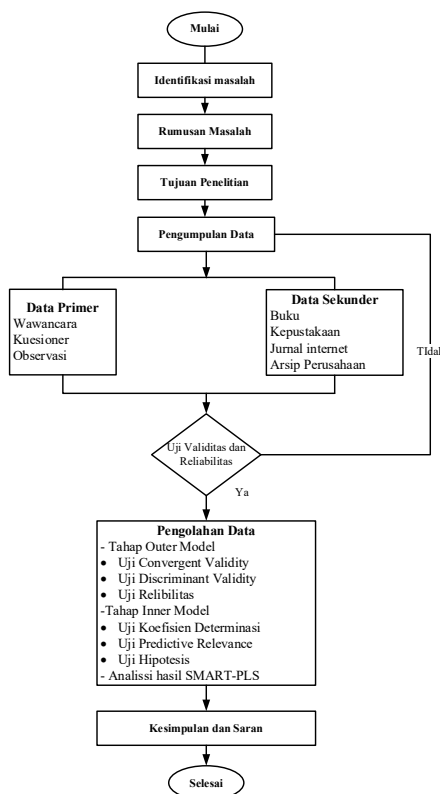 Mulai
Identifikasi masalah
Rumusan Masalah
Tujuan Penelitian
Pengumpulan Data
Data Primer
Wawancara
Kuesioner
Observasi
Data Sekunder
Buku
Kepustakaan
Jurnal internet
Arsip Perusahaan
TIdak
Uji Validitas dan
Reliabilitas
Ya
Pengolahan Data
- Tahap Outer Model
• Uji Convergent Validity
• Uji Discriminant Validity
• Uji Relibilitas
-Tahap Inner Model
• Uji Koefisien Determinasi
• Uji Predictive Relevance
• Uji Hipotesis
- Analissi hasil SMART-PLS
Kesimpulan dan Saran
Selesai